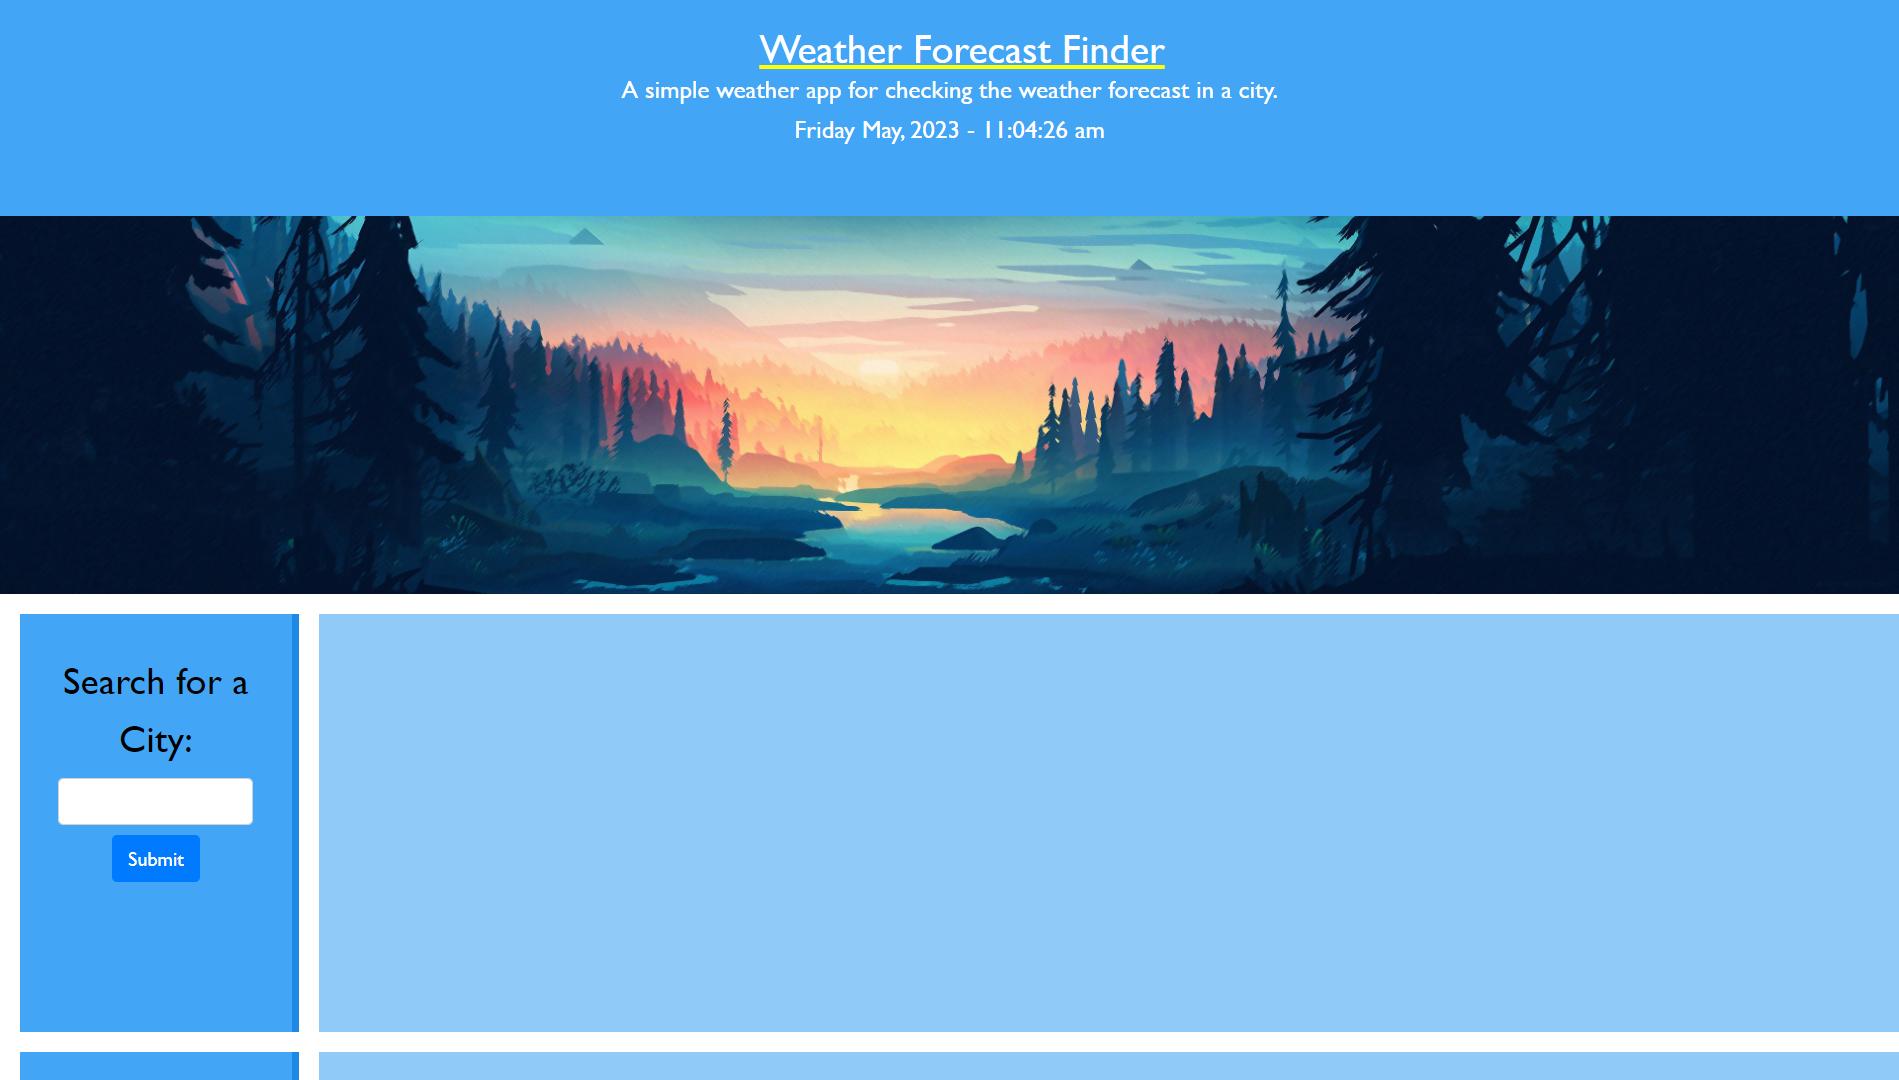 Weather Forecast Finder
A simple weather app for checking the weather forecast in a city.
Friday May, 2023 - 11:04:26 am
Search for a
City:
Submit